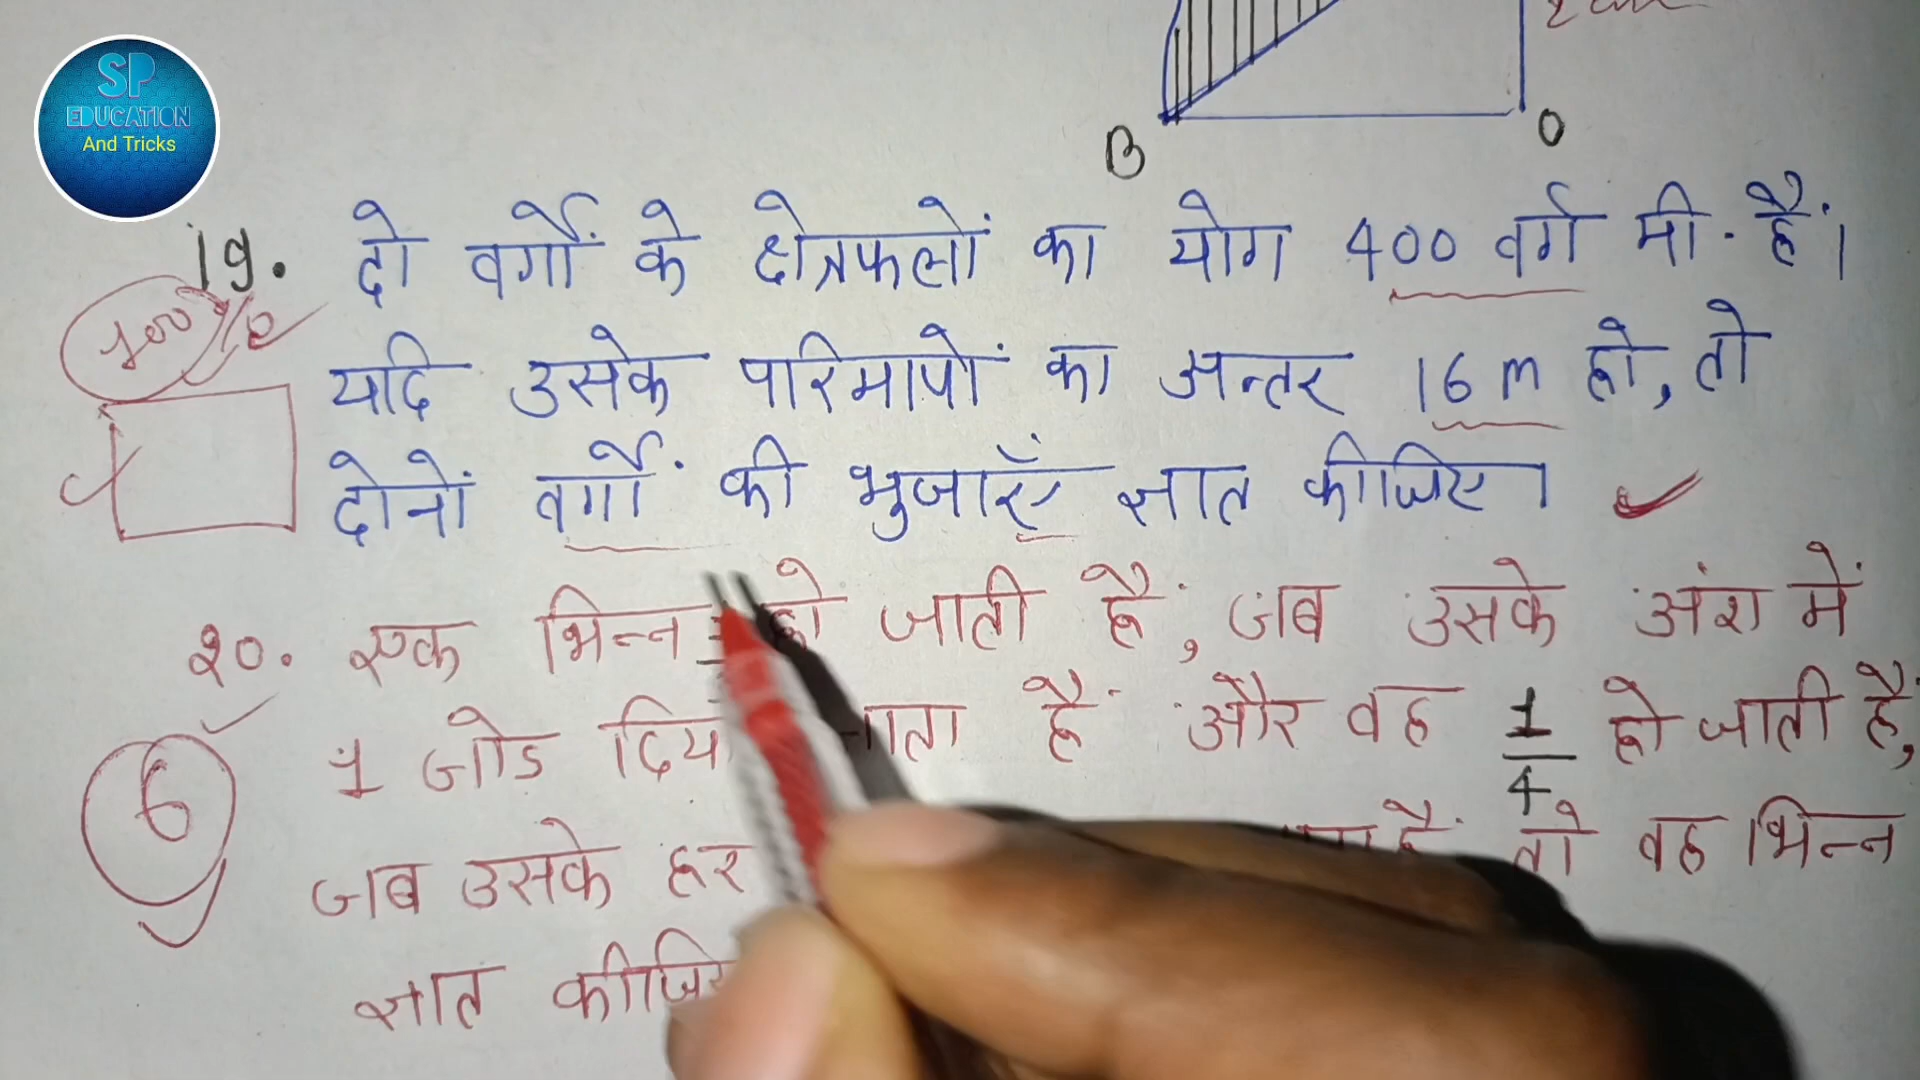 SP
EDUCATION
And Tricks
B
O
19. दो वर्गों के क्षेत्रफलों का योग 400 वर्ग मी. हैं।
यदि उसके परिमापों का अन्तर 16 m हो, तो
दोनों वर्गों की भुजाएँ ज्ञात कीजिए।
20. एक भिन्न हो जाती है, जब उसके अंश में
1 जोड़ दिया जाता हैं और वह 1/4 हो जाती है,
जब उसके हर तो वह भिन्न
ज्ञात
100%
6